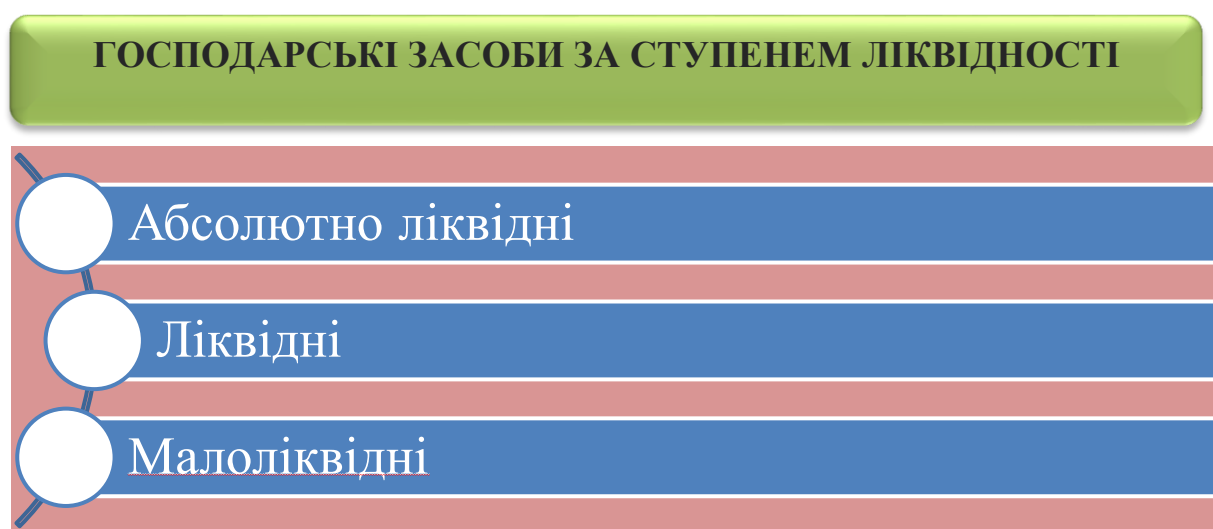 ГОСПОДАРСЬКІ ЗАСОБИ ЗА СТУПЕНЕМ ЛІКВІДНОСТІ
Абсолютно ліквідні
Ліквідні
Малоліквідні